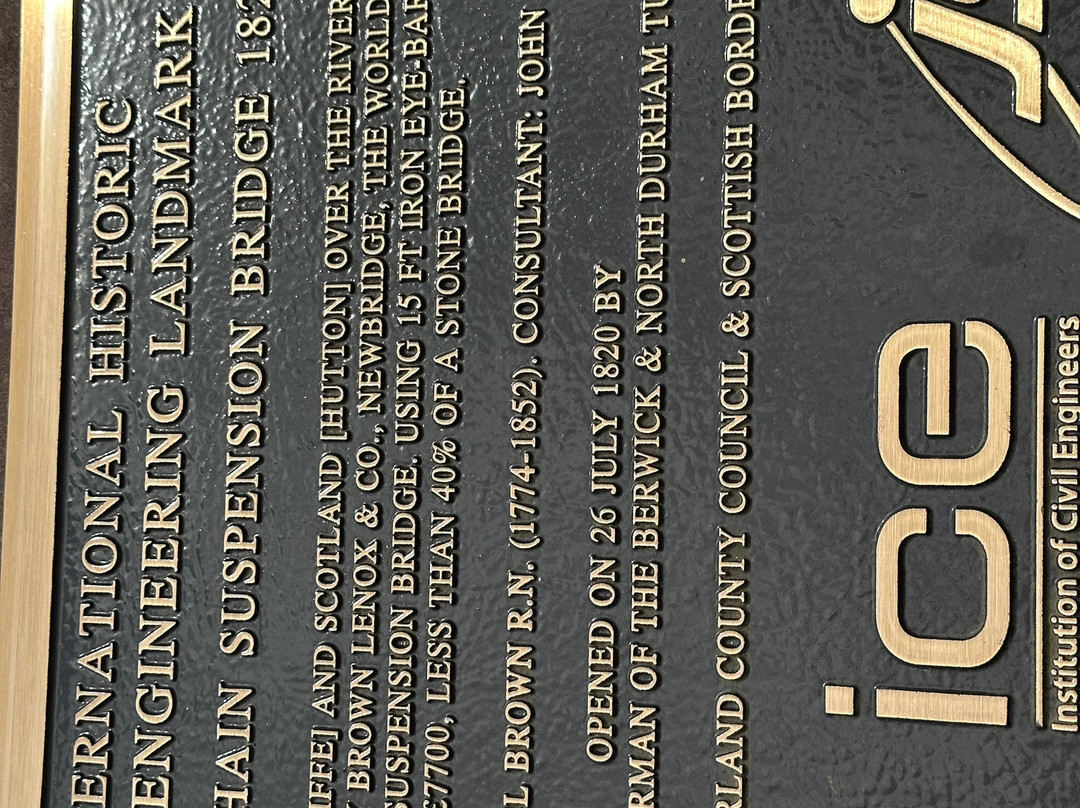 ERNATIONAL HISTORIC
ENGINEERING LANDMARK
HAIN SUSPENSION BRIDGE 182
IFFE] AND SCOTLAND [HUTTON] OVER THE RIVER
BROWN LENOX & CO., NEWBRIDGE, THE WORLD
SUSPENSION BRIDGE. USING 15 FT IRON EYE-BAR
£7700, LESS THAN 40% OF A STONE BRIDGE.
L BROWN R.N. (1774-1852). CONSULTANT: JOHN
OPENED ON 26 JULY 1820 BY
RMAN OF THE BERWICK & NORTH DURHAM TU
RLAND COUNTY COUNCIL & SCOTTISH BORDE
ice
Institution of Civil Engineers